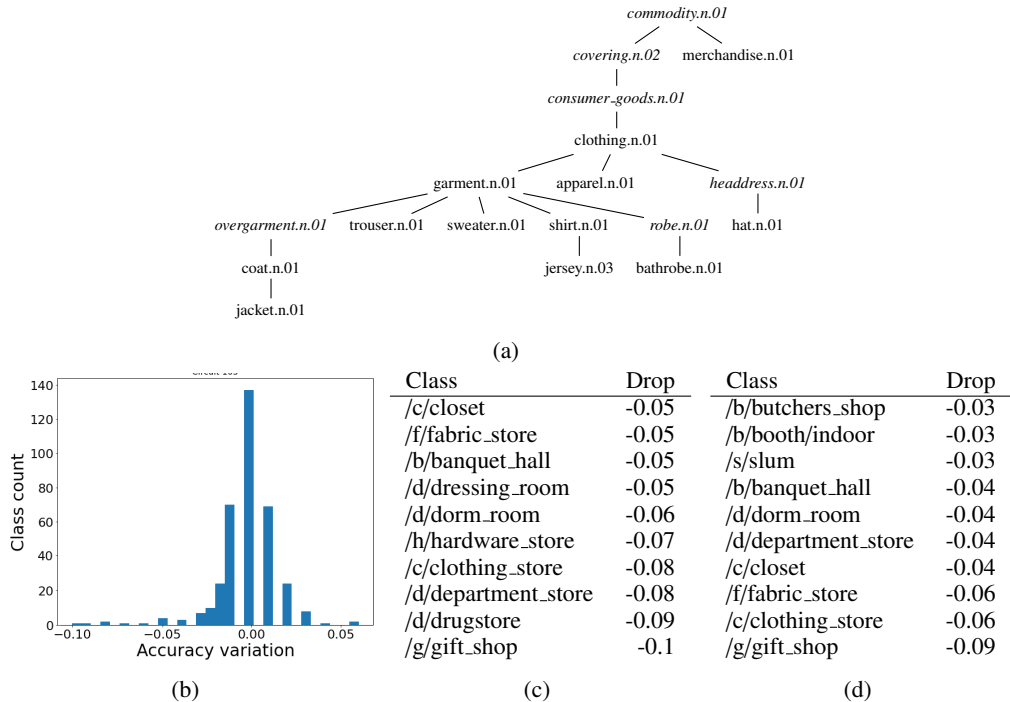 commodity.n.01
covering.n.02 merchandise.n.01
consumer_goods.n.01
clothing.n.01
garment.n.01 apparel.n.01 headdress.n.01
overgarment.n.01 trouser.n.01 sweater.n.01 shirt.n.01 robe.n.01 hat.n.01
coat.n.01 jersey.n.03 bathrobe.n.01
jacket.n.01
(a)
140
120
100
80
60
40
20
0
−0.10 −0.05 0.00 0.05
Class count
Accuracy variation
(b)
Class Drop
/c/closet -0.05
/f/fabric_store -0.05
/b/banquet_hall -0.05
/d/dressing_room -0.05
/d/dorm_room -0.06
/h/hardware_store -0.07
/c/clothing_store -0.08
/d/department_store -0.08
/d/drugstore -0.09
/g/gift_shop -0.1
(c)
Class Drop
/b/butchers_shop -0.03
/b/booth/indoor -0.03
/s/slum -0.03
/b/banquet_hall -0.04
/d/dorm_room -0.04
/d/department_store -0.04
/c/closet -0.04
/f/fabric_store -0.06
/c/clothing_store -0.06
/g/gift_shop -0.09
(d)